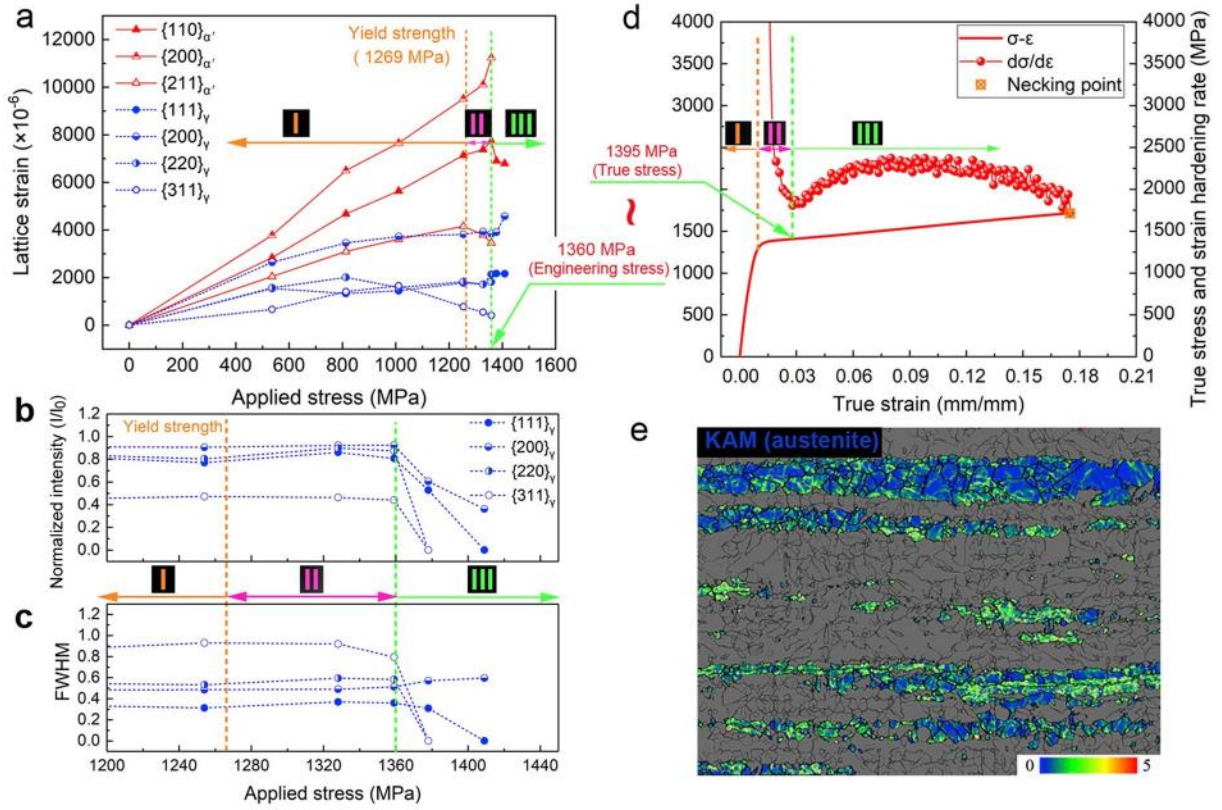 a
Lattice strain (×10-6)
12000
10000
8000
6000
4000
2000
0
{110}α'
{200}α'
{211}α'
{111}γ
{200}γ
{220}γ
{311}γ
Yield strength
( 1269 MPa)
I
II
III
0 200 400 600 800 1000 1200 1400 1600
Applied stress (MPa)
1395 MPa
(True stress)
~
1360 MPa
(Engineering stress)
d
4000
3500
3000
2500
2000
1500
1000
500
0
σ-ε
dσ/dε
Necking point
I
II
III
4000
3500
3000
2500
2000
1500
1000
500
0
True stress and strain hardening rate (MPa)
0.00 0.03 0.06 0.09 0.12 0.15 0.18 0.21
True strain (mm/mm)
b
Normalized intensity (I/I0)
1.2
1.0
0.8
0.6
0.4
0.2
0.0
Yield strength
{111}γ
{200}γ
{220}γ
{311}γ
I
II
III
c
FWHM
1.2
1.0
0.8
0.6
0.4
0.2
0.0
1200 1240 1280 1320 1360 1400 1440
Applied stress (MPa)
e
KAM (austenite)
0
5